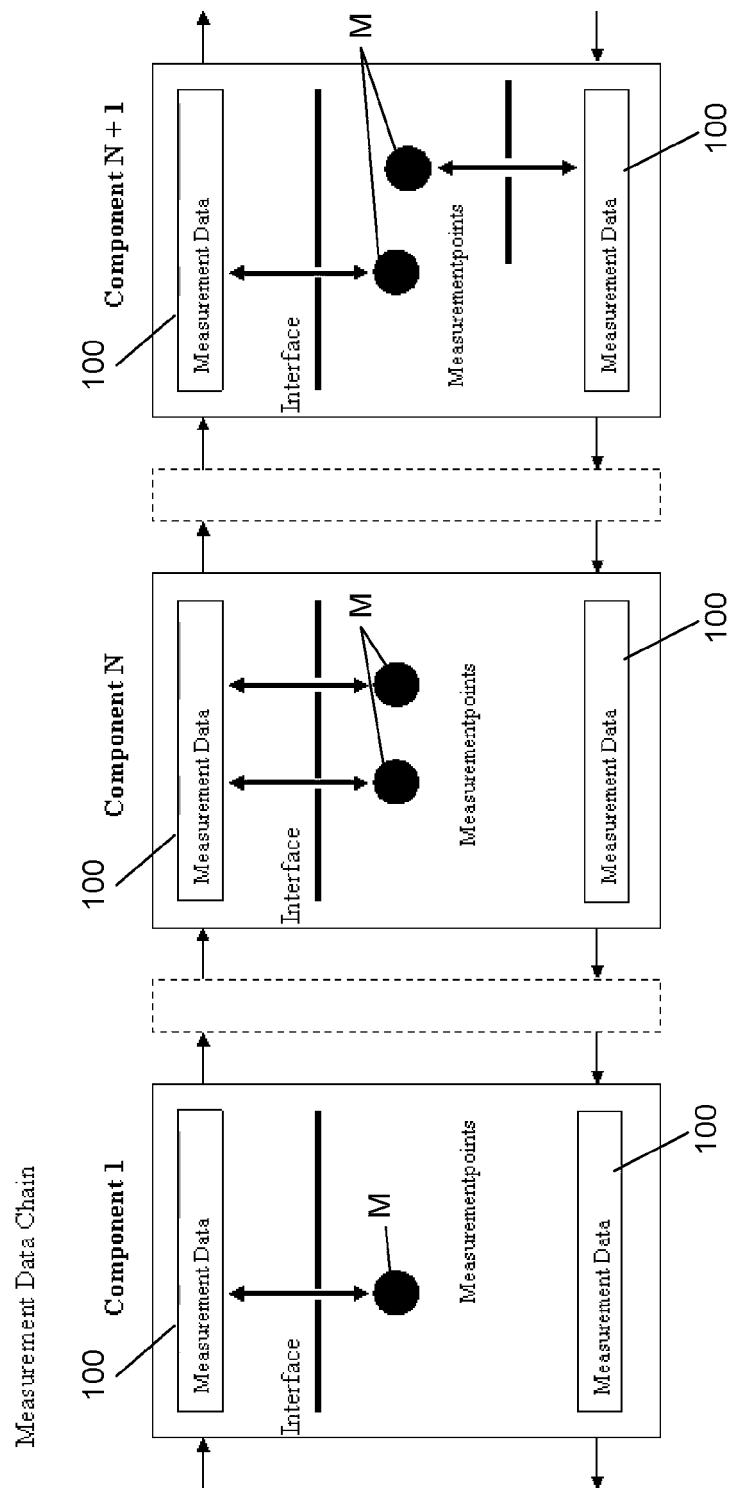 Measurement Data Chain
Component 1
100
Measurement Data
Interface
M
Measurementpoints
Measurement Data
100
Component N
100
Measurement Data
Interface
M
Measurementpoints
Measurement Data
100
Component N + 1
100
Measurement Data
Interface
M
Measurementpoints
Measurement Data
100